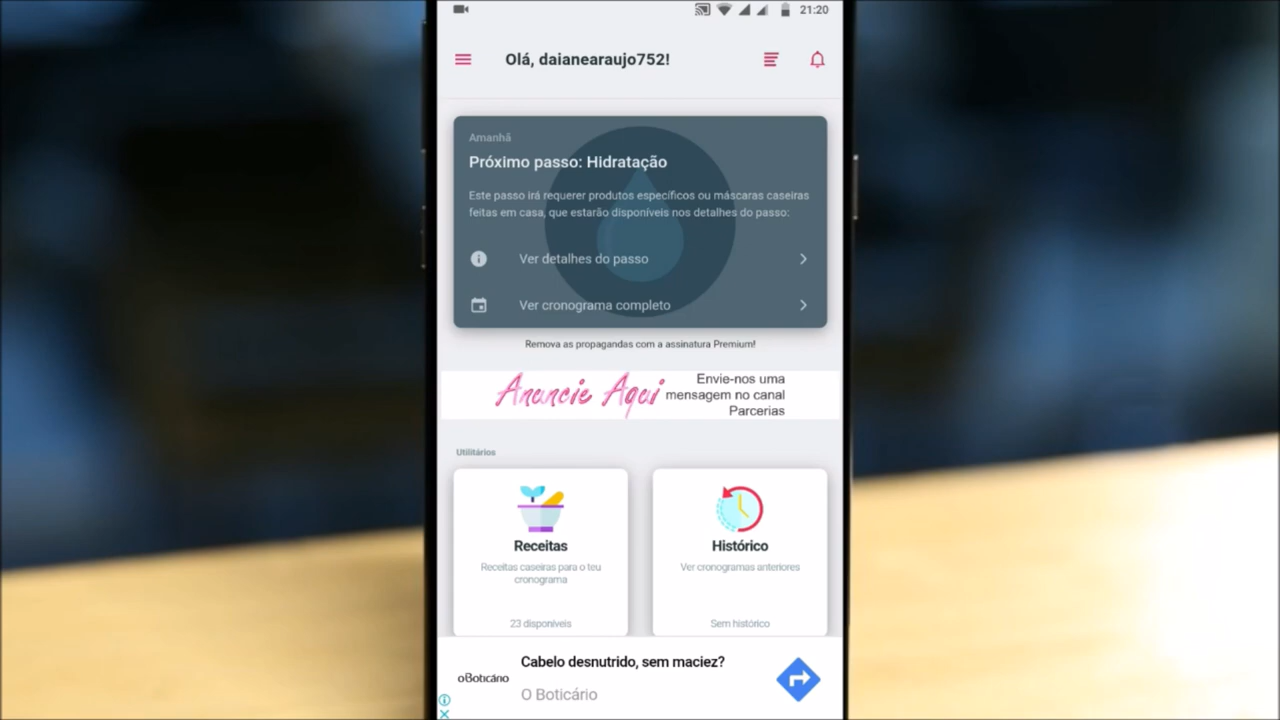 21:20
Olá, daianearaujo752!
Amanhã
Próximo passo: Hidratação
Este passo irá requerer produtos específicos ou máscaras caseiras
feitas em casa, que estarão disponíveis nos detalhes do passo:
Ver detalhes do passo
Ver cronograma completo
Remova as propagandas com a assinatura Premium!
Anuncie Aqui
Envie-nos uma
mensagem no canal
Parcerias
Utilitários
Receitas
Receitas caseiras para o teu
cronograma
23 disponíveis
Histórico
Ver cronogramas anteriores
Sem histórico
oBoticário
Cabelo desnutrido, sem maciez?
O Boticário